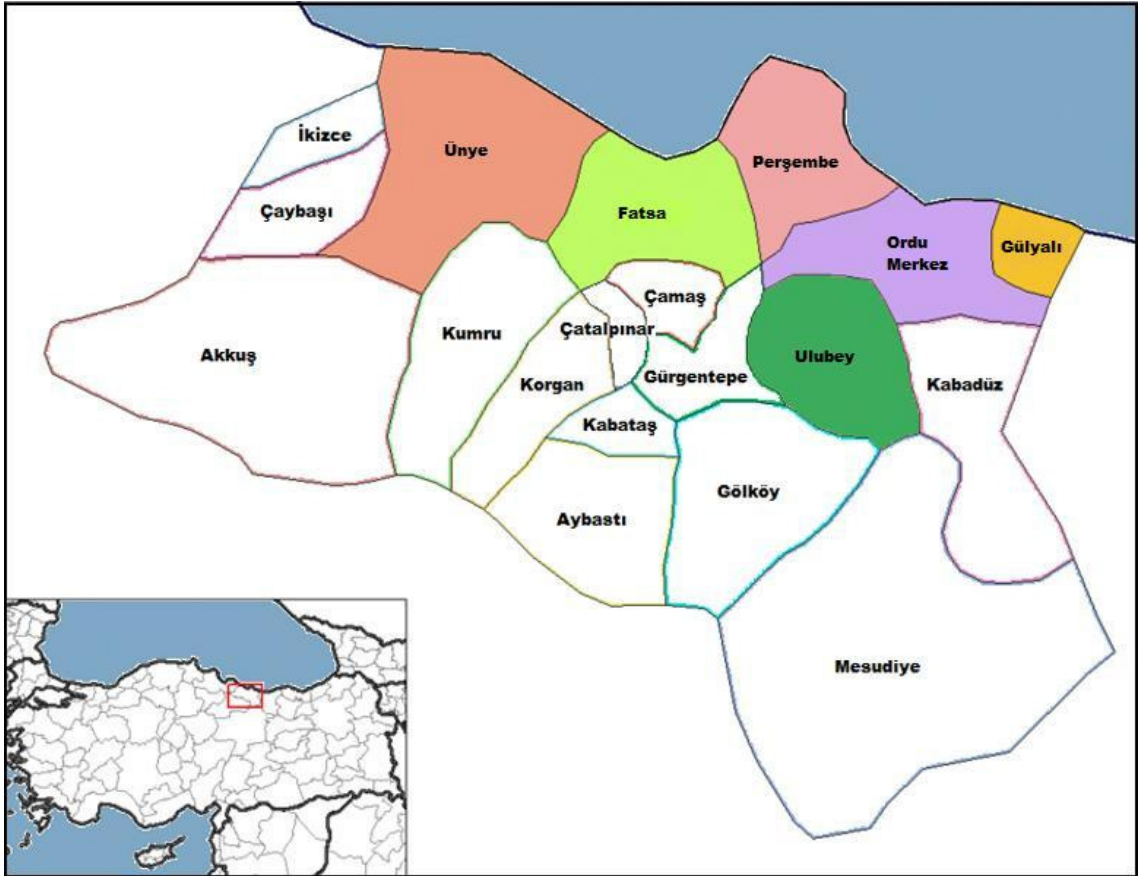 İkizce
Ünye
Perşembe
Çaybaşı
Fatsa
Ordu
Merkez
Gülyalı
Çamaş
Kumru
Çatalpınar
Akkuş
Ulubey
Korgan
Gürgentepe
Kabadüz
Kabataş
Gölköy
Aybastı
Mesudiye